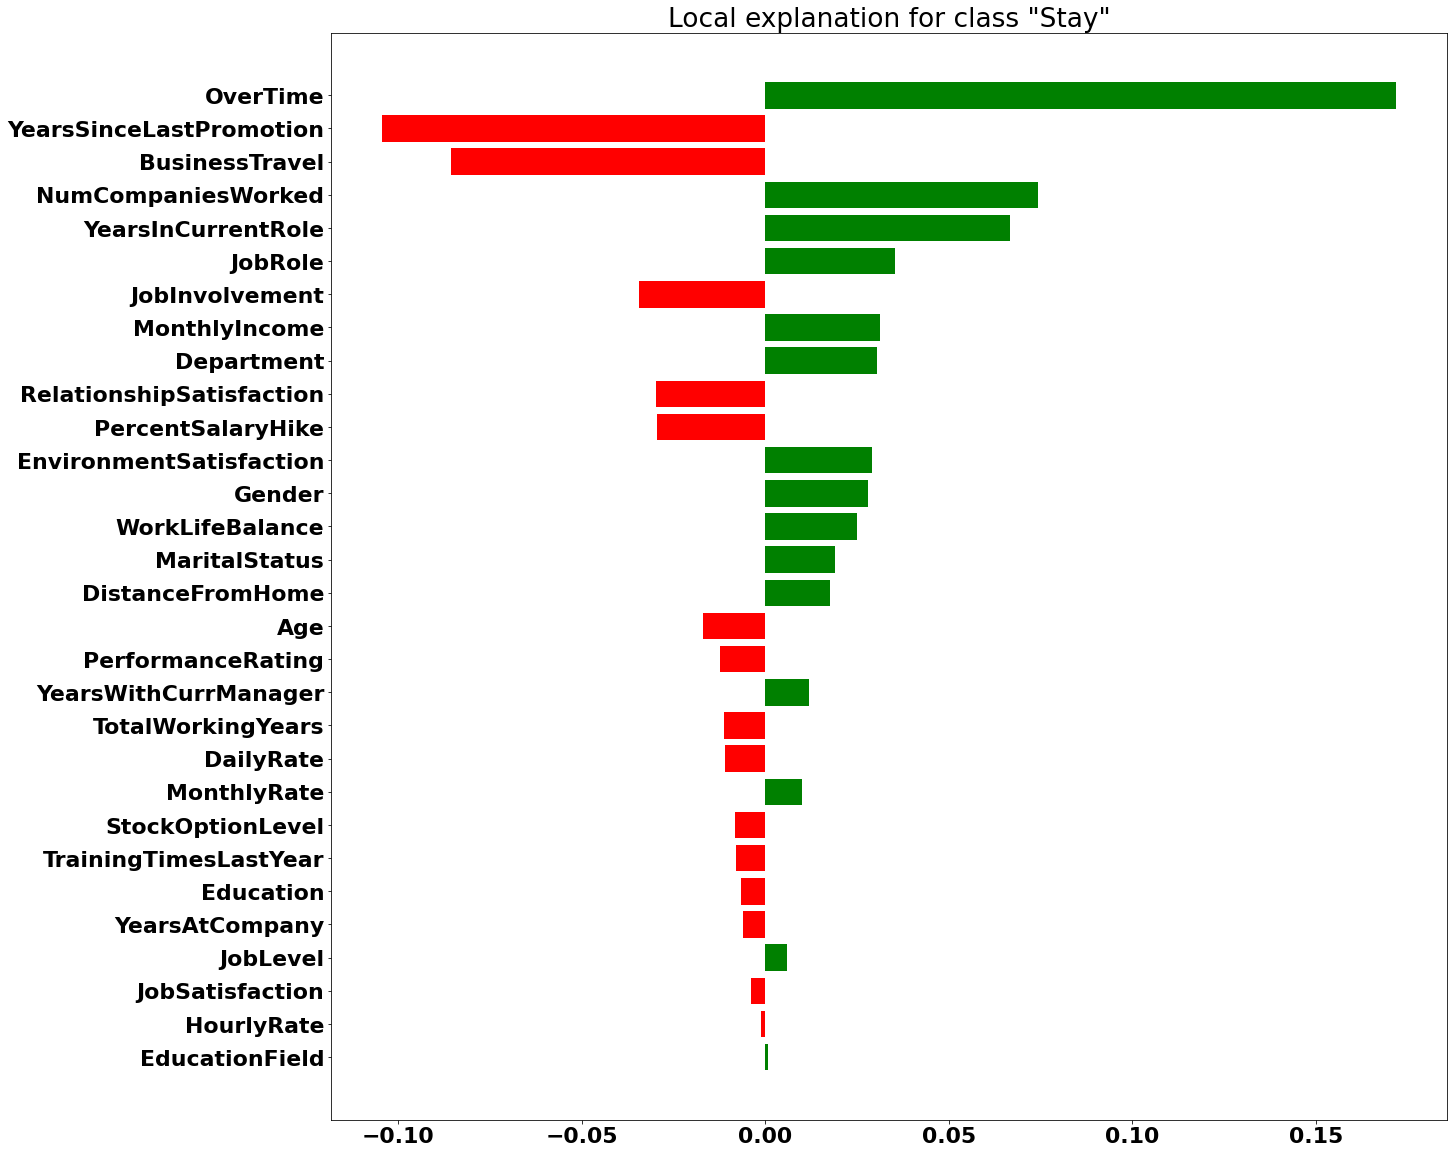 Local explanation for class "Stay"
OverTime
YearsSinceLastPromotion
BusinessTravel
NumCompaniesWorked
YearsInCurrentRole
JobRole
JobInvolvement
MonthlyIncome
Department
RelationshipSatisfaction
PercentSalaryHike
EnvironmentSatisfaction
Gender
WorkLifeBalance
MaritalStatus
DistanceFromHome
Age
PerformanceRating
YearsWithCurrManager
TotalWorkingYears
DailyRate
MonthlyRate
StockOptionLevel
TrainingTimesLastYear
Education
YearsAtCompany
JobLevel
JobSatisfaction
HourlyRate
EducationField
−0.10 −0.05 0.00 0.05 0.10 0.15